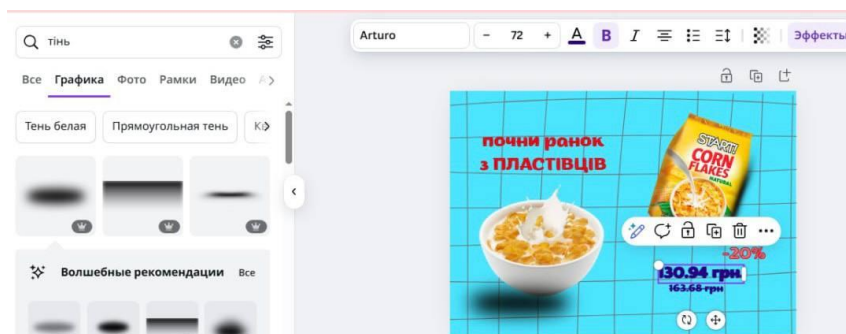 тінь
Все Графика Фото Рамки Видео
Тень белая Прямоугольная тень
Волшебные рекомендации Все
Arturo – 72 + A B I Эффекты
почни ранок
з ПЛАСТІВЦІВ
START!
CORN
FLAKES
NATURAL
-20%
130.94 грн
163.68 грн